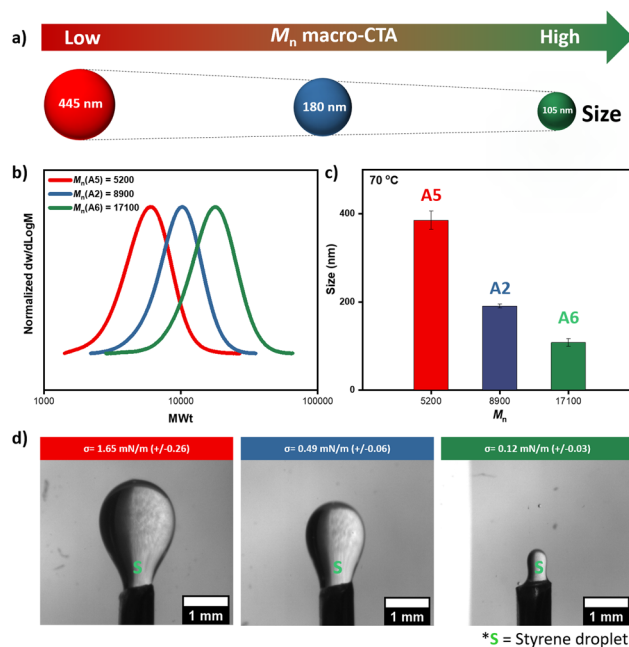 a)
Low
Mn macro-CTA
High
445 nm
180 nm
105 nm
Size
b)
Mn(A5) = 5200
Mn(A2) = 8900
Mn(A6) = 17100
Normalized dw/dLogM
1000
10000
100000
MWt
c)
70 °C
A5
A2
A6
Size (nm)
400
200
0
5200
8900
17100
Mn
d)
σ= 1.65 mN/m (+/-0.26)
σ= 0.49 mN/m (+/-0.06)
σ= 0.12 mN/m (+/-0.03)
S
S
S
1 mm
1 mm
1 mm
*S = Styrene droplet